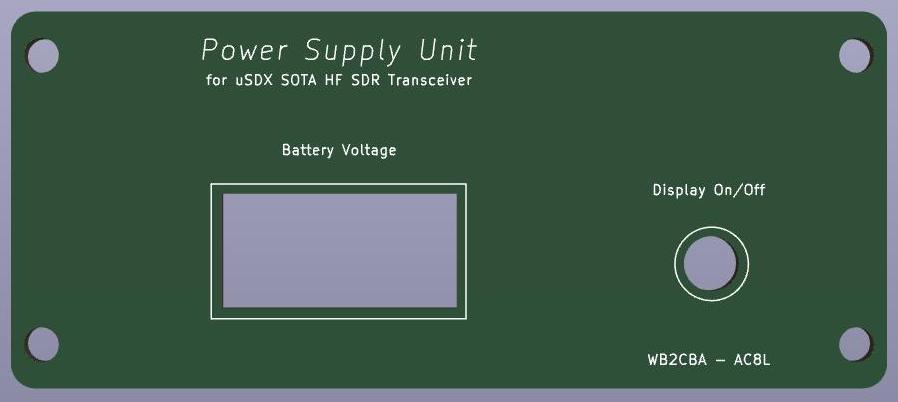 Power Supply Unit
for uSDX SOTA HF SDR Transceiver
Battery Voltage
Display On/Off
WB2CBA – AC8L